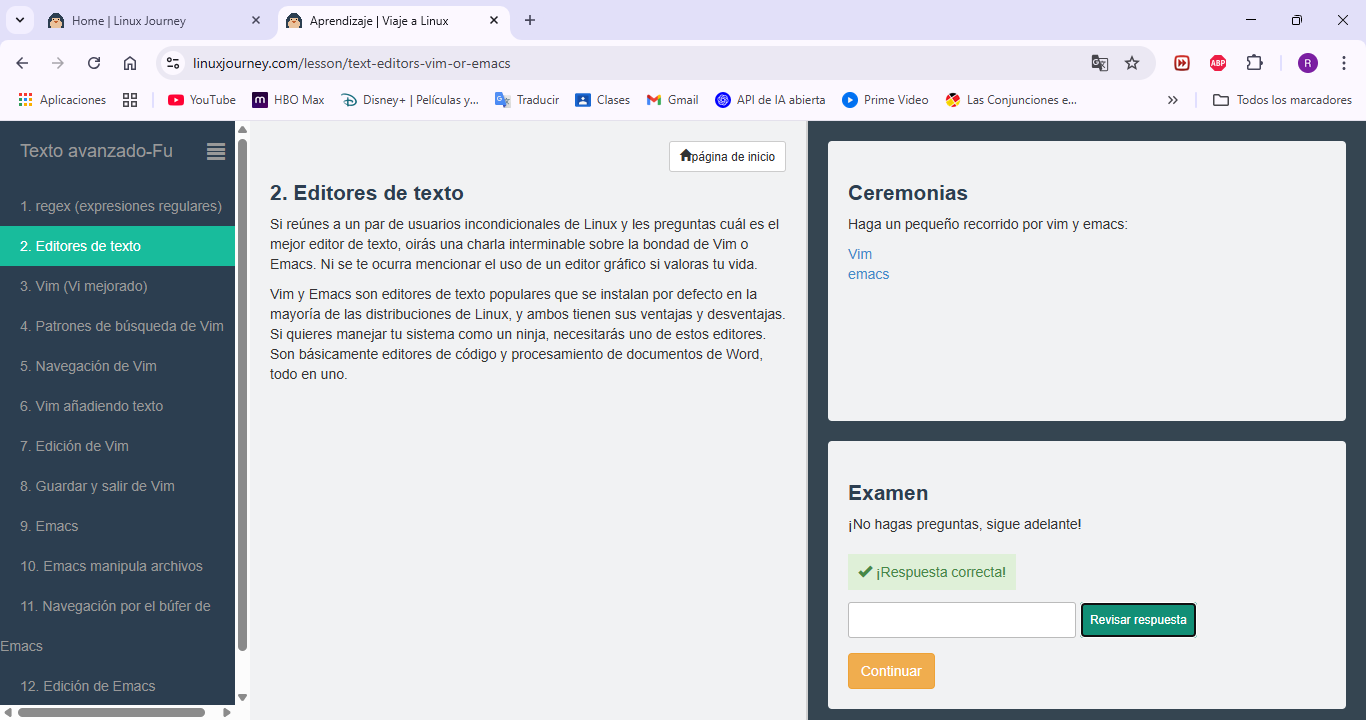 Home | Linux Journey
Aprendizaje | Viaje a Linux
linuxjourney.com/lesson/text-editors-vim-or-emacs
ABP
R
Aplicaciones
YouTube
HBO Max
Disney+ | Películas y...
Traducir
Clases
Gmail
API de IA abierta
Prime Video
Las Conjunciones e...
Todos los marcadores
Texto avanzado-Fu
1. regex (expresiones regulares)
2. Editores de texto
3. Vim (Vi mejorado)
4. Patrones de búsqueda de Vim
5. Navegación de Vim
6. Vim añadiendo texto
7. Edición de Vim
8. Guardar y salir de Vim
9. Emacs
10. Emacs manipula archivos
11. Navegación por el búfer de
Emacs
12. Edición de Emacs
página de inicio
2. Editores de texto
Si reúnes a un par de usuarios incondicionales de Linux y les preguntas cuál es el
mejor editor de texto, oirás una charla interminable sobre la bondad de Vim o
Emacs. Ni se te ocurra mencionar el uso de un editor gráfico si valoras tu vida.
Vim y Emacs son editores de texto populares que se instalan por defecto en la
mayoría de las distribuciones de Linux, y ambos tienen sus ventajas y desventajas.
Si quieres manejar tu sistema como un ninja, necesitarás uno de estos editores.
Son básicamente editores de código y procesamiento de documentos de Word,
todo en uno.
Ceremonias
Haga un pequeño recorrido por vim y emacs:
Vim
emacs
Examen
¡No hagas preguntas, sigue adelante!
¡Respuesta correcta!
Revisar respuesta
Continuar